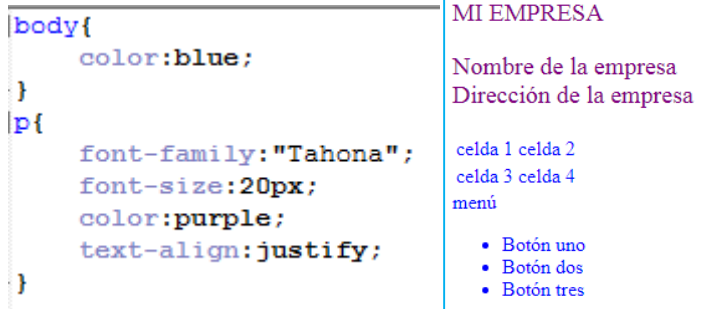 body{
color:blue;
}
p{
font-family:"Tahona";
font-size:20px;
color:purple;
text-align:justify;
}
MI EMPRESA
Nombre de la empresa
Dirección de la empresa
celda 1 celda 2
celda 3 celda 4
menú
• Botón uno
• Botón dos
• Botón tres